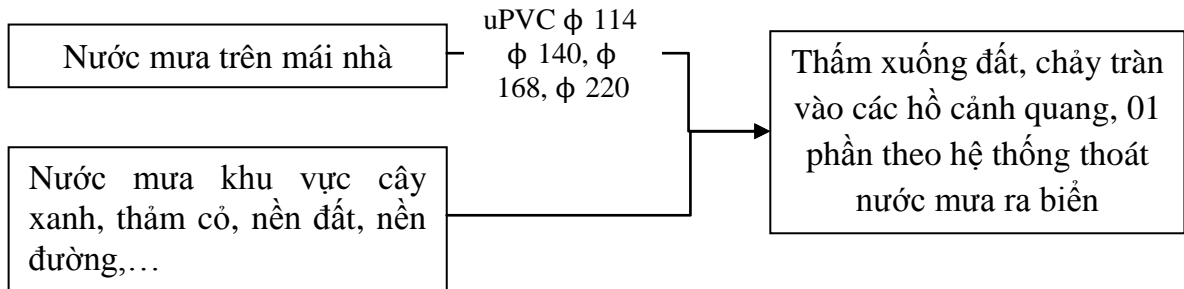 Nước mưa trên mái nhà
uPVC ϕ 114
ϕ 140, ϕ
168, ϕ 220
Nước mưa khu vực cây
xanh, thảm cỏ, nền đất, nền
đường,…
Thấm xuống đất, chảy tràn
vào các hồ cảnh quang, 01
phần theo hệ thống thoát
nước mưa ra biển